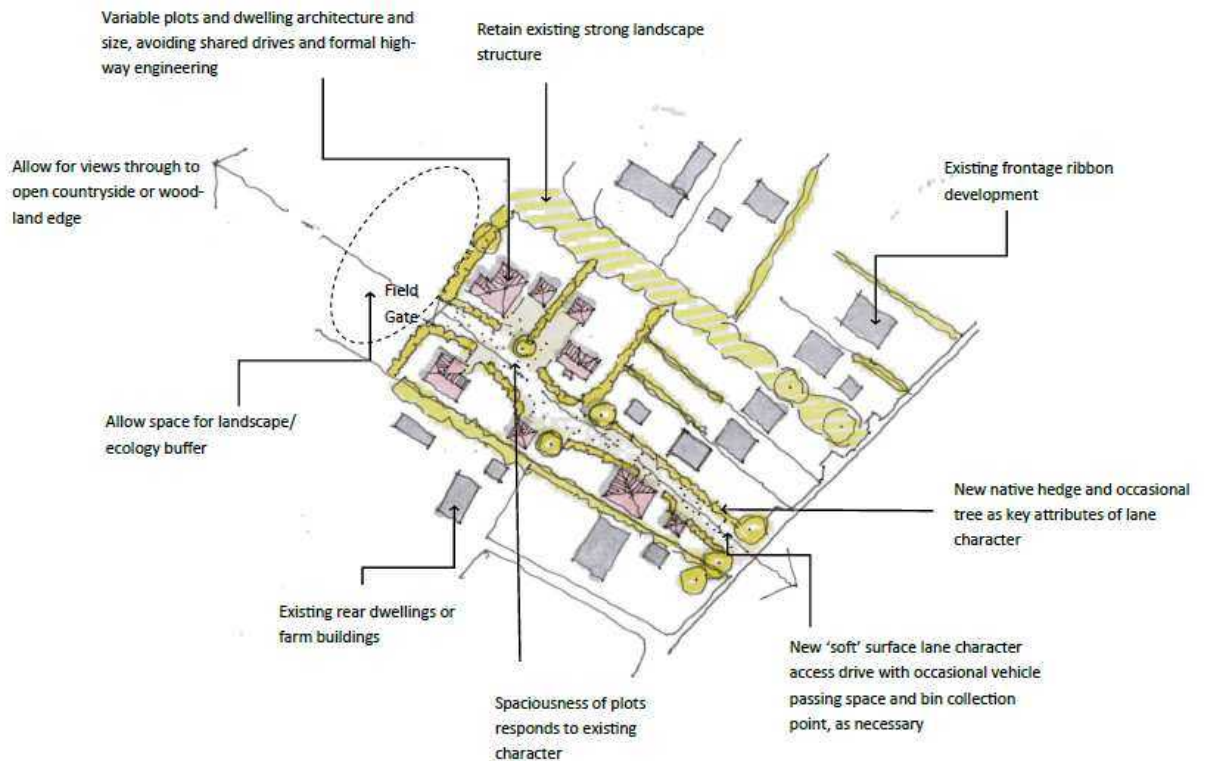 Variable plots and dwelling architecture and
size, avoiding shared drives and formal high-
way engineering
Retain existing strong landscape
structure
Allow for views through to
open countryside or wood-
land edge
Existing frontage ribbon
development
Field
Gate
Allow space for landscape/
ecology buffer
New native hedge and occasional
tree as key attributes of lane
character
Existing rear dwellings or
farm buildings
New ‘soft’ surface lane character
access drive with occasional vehicle
passing space and bin collection
point, as necessary
Spaciousness of plots
responds to existing
character